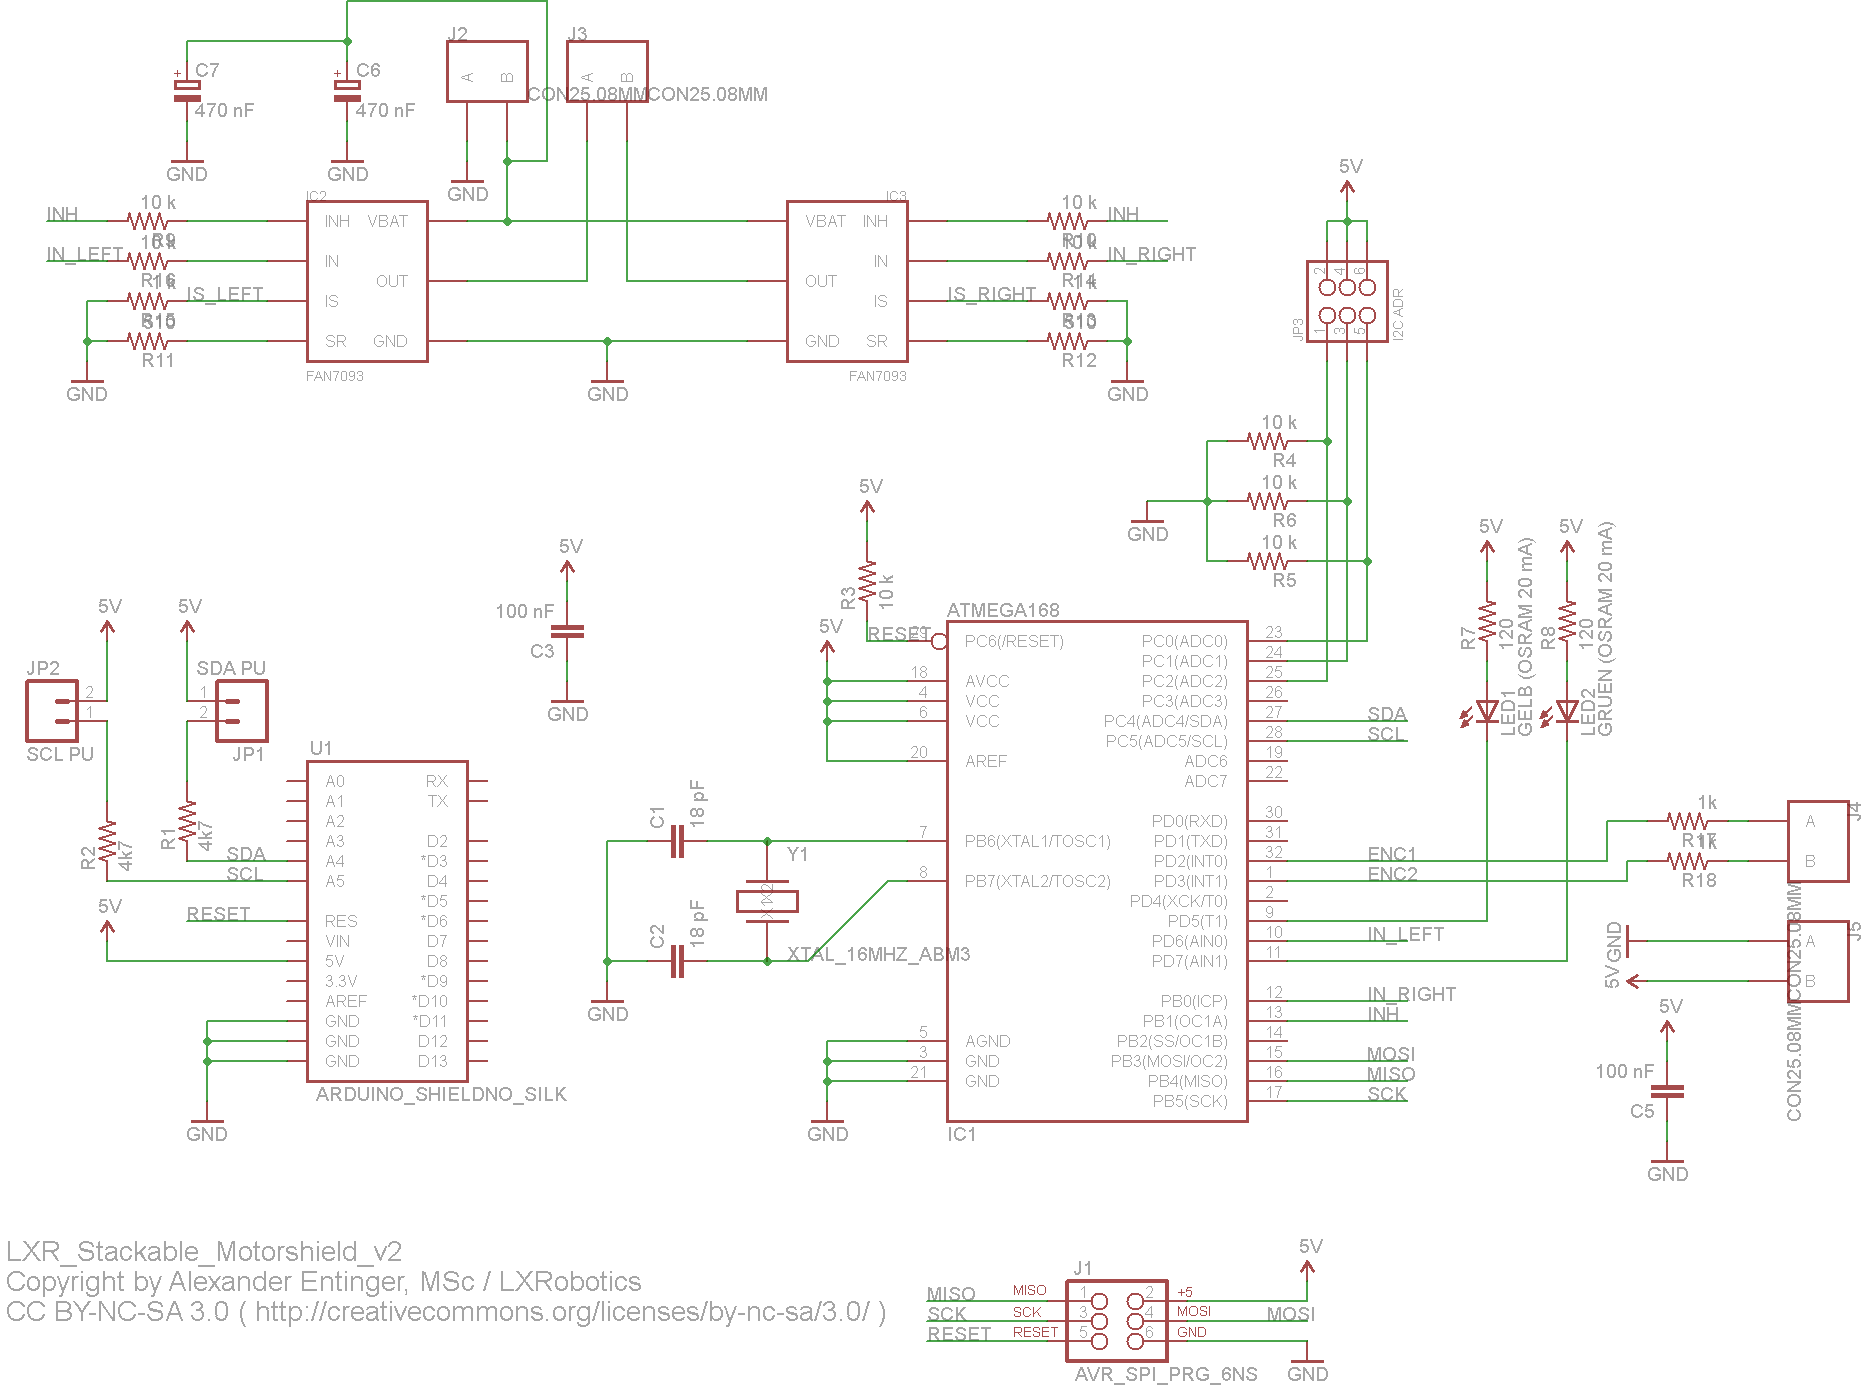 C7
470 nF
GND
C6
470 nF
GND
J2
A B
CON25.08MM
GND
J3
A B
CON25.08MM
INH
10 k
R9
IN_LEFT
10 k
R16
IS_LEFT
1k
R15
510
R11
GND
IC2
INH VBAT
IN
OUT
IS
SR GND
FAN7093
GND
IC3
VBAT INH
IN
OUT
IS
GND SR
FAN7093
10 k
INH
R10
10 k
IN_RIGHT
R14
IS_RIGHT
1k
R13
510
R12
GND
5V
2 4 6
1 3 5
JP3
I2C ADR
10 k
R4
10 k
R6
10 k
R5
GND
5V
R3
10 k
RESET
5V
100 nF
C3
GND
5V
5V
JP2
2
1
SCL PU
SDA PU
1
2
JP1
R2
4k7
R1
4k7
SDA
SCL
5V
RESET
GND
U1
A0 RX
A1 TX
A2
A3 D2
A4 *D3
A5 D4
*D5
RES *D6
VIN D7
5V D8
3.3V *D9
AREF *D10
GND *D11
GND D12
GND D13
ARDUINO_SHIELDNO_SILK
C1
18 pF
C2
18 pF
Y1
XTAL_16MHZ_ABM3
GND
5V
ATMEGA168
29 PC6(/RESET) PC0(ADC0) 23
PC1(ADC1) 24
18 AVCC PC2(ADC2) 25
4 VCC PC3(ADC3) 26
6 VCC PC4(ADC4/SDA) 27 SDA
PC5(ADC5/SCL) 28 SCL
20 AREF ADC6 19
ADC7 22
PD0(RXD) 30
7 PB6(XTAL1/TOSC1) PD1(TXD) 31
PD2(INT0) 32 ENC1
8 PB7(XTAL2/TOSC2) PD3(INT1) 1 ENC2
PD4(XCK/T0) 2
PD5(T1) 9
PD6(AIN0) 10 IN_LEFT
PD7(AIN1) 11
PB0(ICP) 12 IN_RIGHT
PB1(OC1A) 13 INH
5 AGND PB2(SS/OC1B) 14
3 GND PB3(MOSI/OC2) 15 MOSI
21 GND PB4(MISO) 16 MISO
PB5(SCK) 17 SCK
IC1
GND
5V
R7
120
LED1
GELB (OSRAM 20 mA)
5V
R8
120
LED2
GRUEN (OSRAM 20 mA)
1k
R17
1k
R18
J4
A
B
CON25.08MM
GND
5V
J5
A
B
CON25.08MM
5V
100 nF
C5
GND
LXR_Stackable_Motorshield_v2
Copyright by Alexander Entinger, MSc / LXRobotics
CC BY-NC-SA 3.0 ( http://creativecommons.org/licenses/by-nc-sa/3.0/ )
J1
5V
MISO MISO 1 2 +5
SCK SCK 3 4 MOSI MOSI
RESET RESET 5 6 GND
AVR_SPI_PRG_6NS
GND